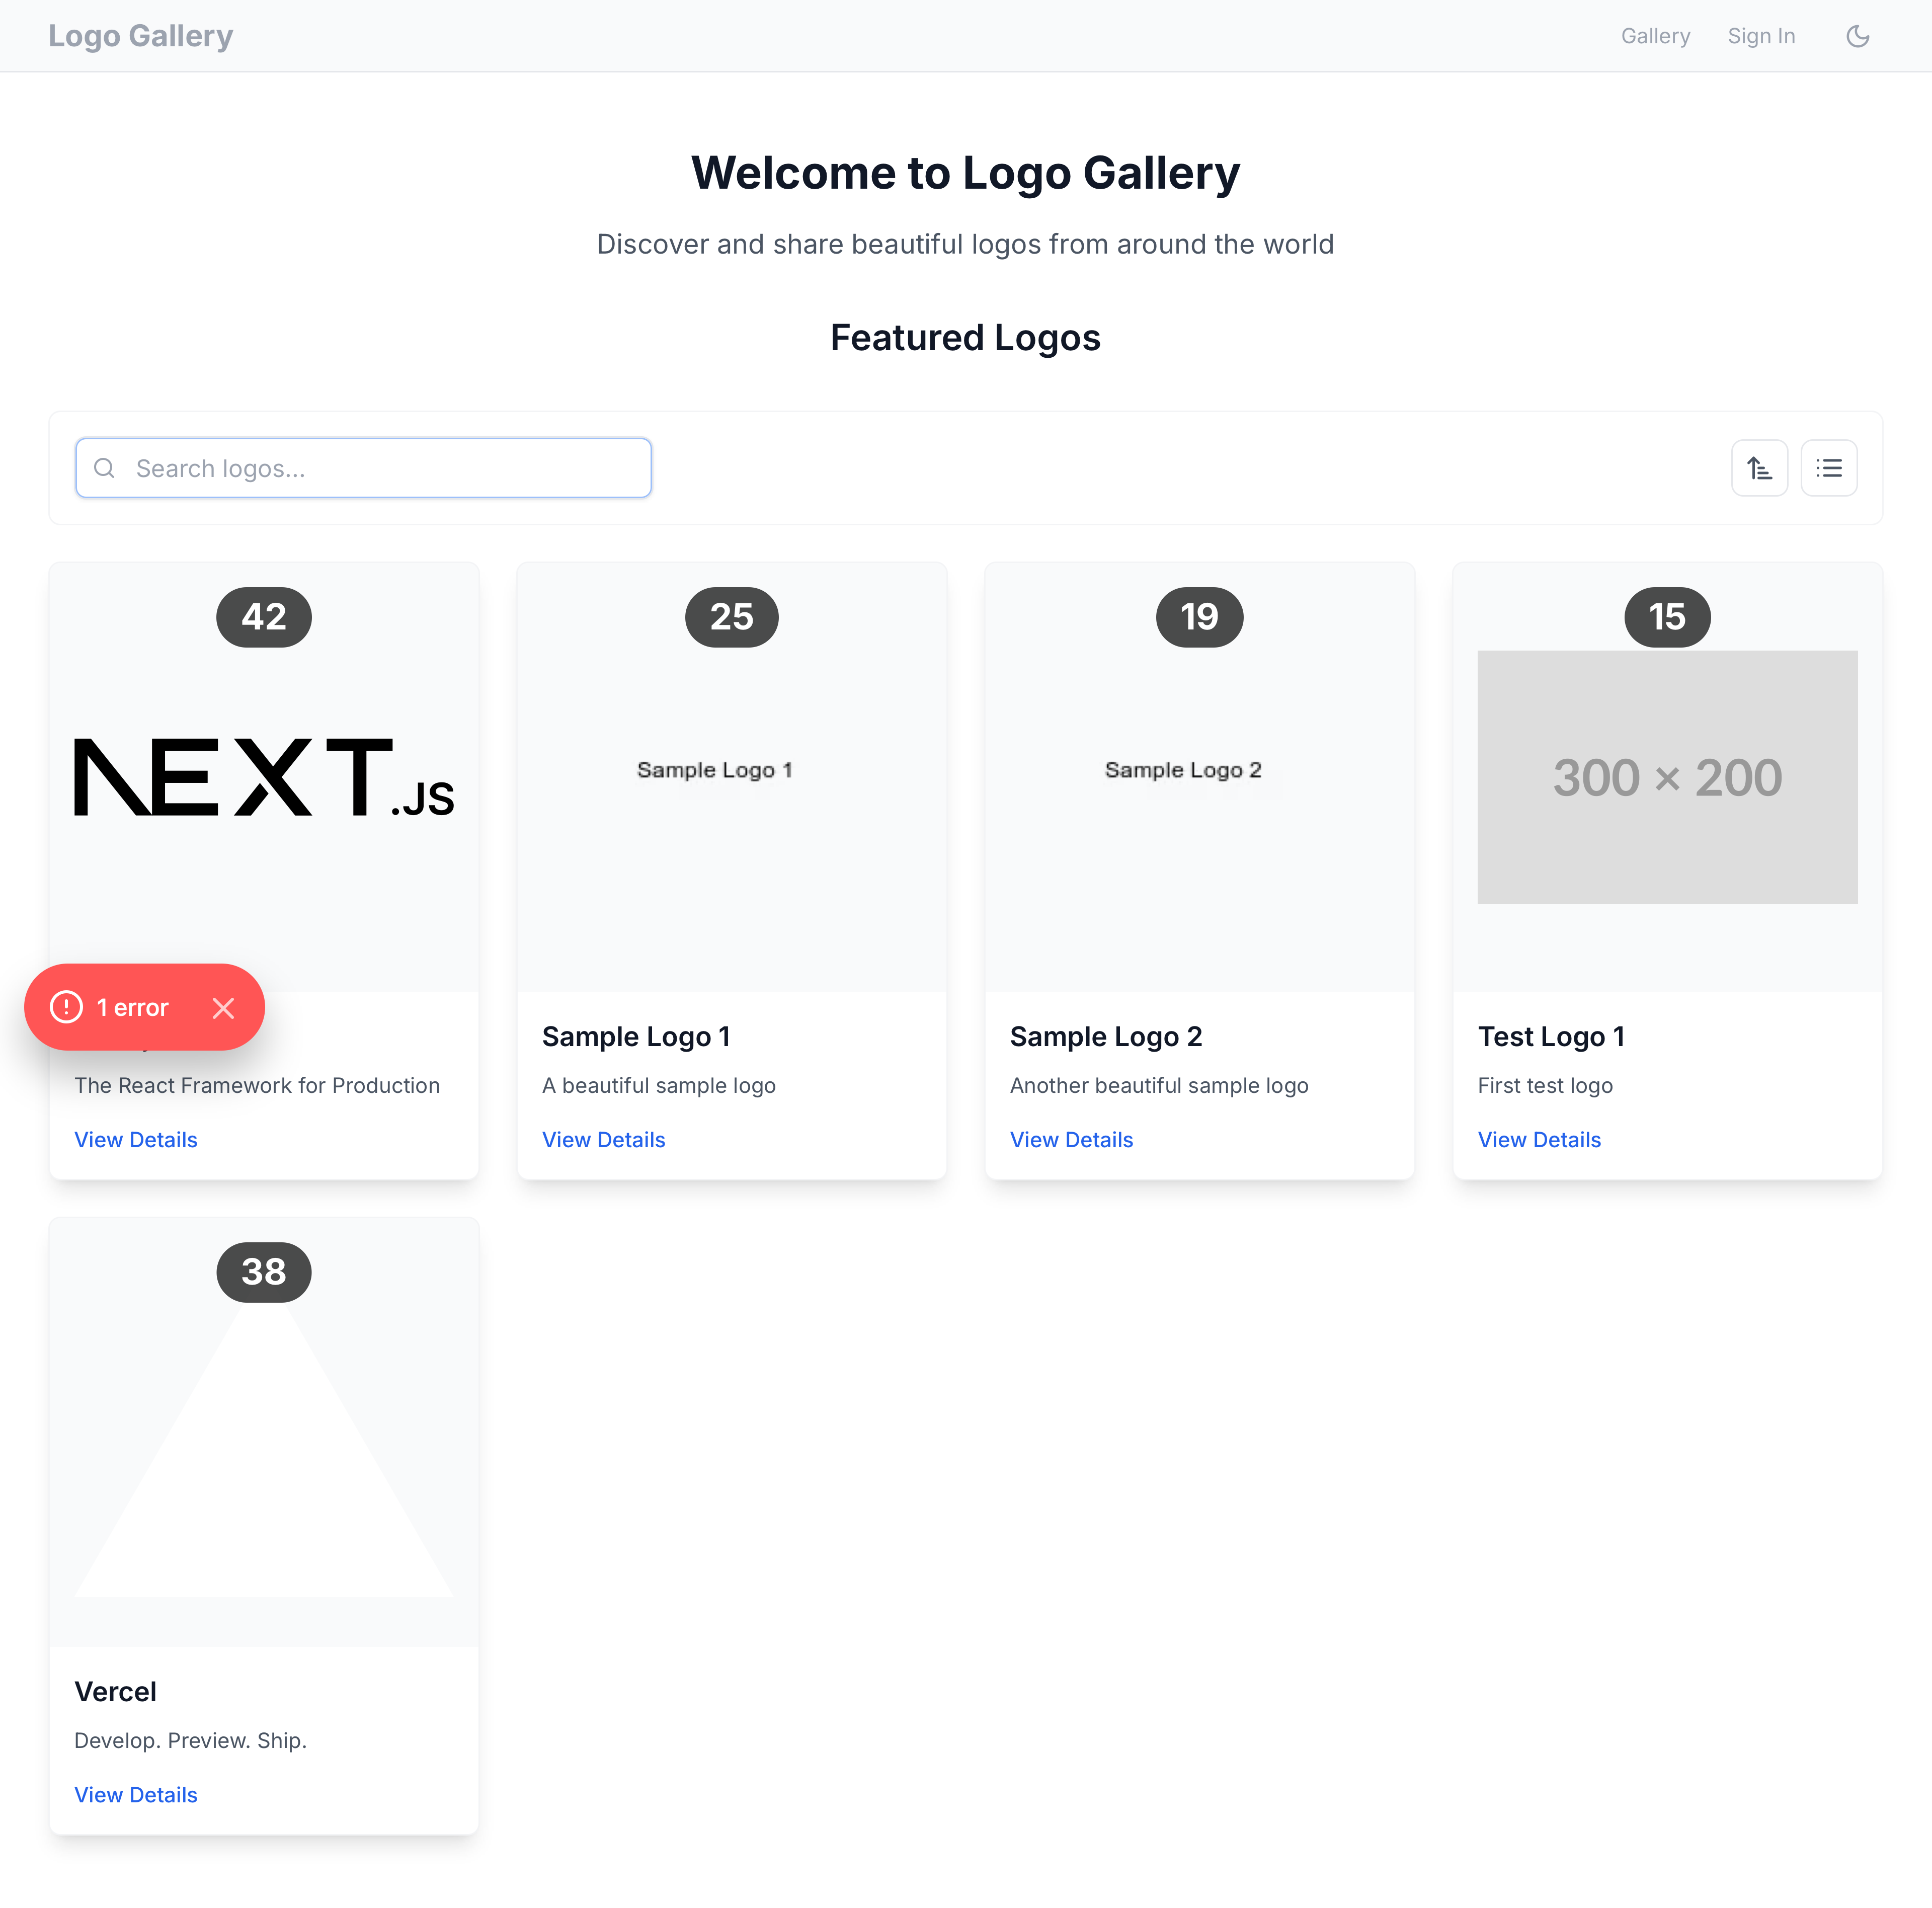 Logo Gallery
Gallery
Sign In
Welcome to Logo Gallery
Discover and share beautiful logos from around the world
Featured Logos
Search logos...
42
25
19
15
NEXT.JS
Sample Logo 1
Sample Logo 2
300 × 200
1 error
Sample Logo 1
Sample Logo 2
Test Logo 1
The React Framework for Production
A beautiful sample logo
Another beautiful sample logo
First test logo
View Details
View Details
View Details
View Details
38
Vercel
Develop. Preview. Ship.
View Details